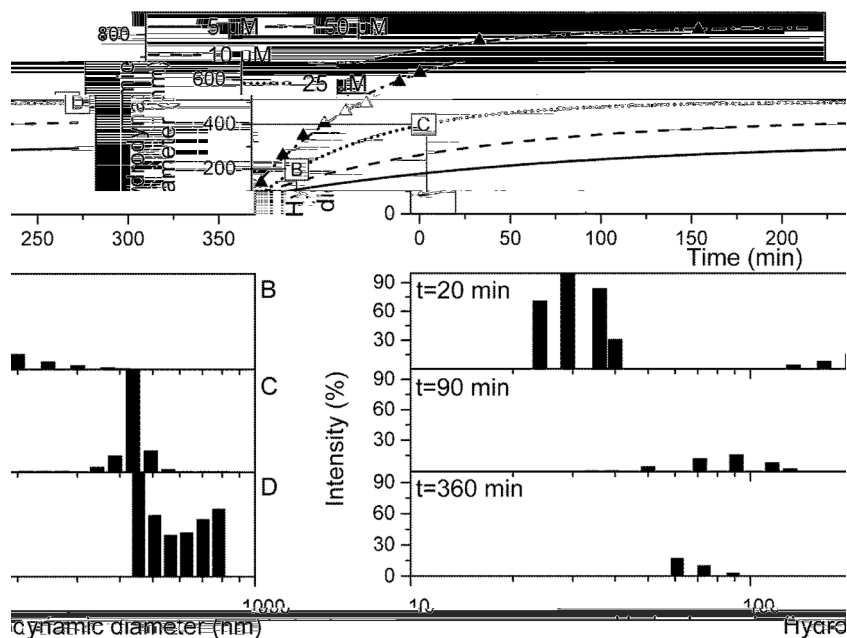 5 µM 50 µM
800
10 µM
600 25 µM
D
400 C
200 B
0
250 300 350 0 50 100 150 200
Time (min)
B 90 t=20 min
60
30
C 90 t=90 min
60
30
D 90 t=360 min
60
30
0
Intensity (%)
1000 10 100
dynamic diameter (nm) Hydro